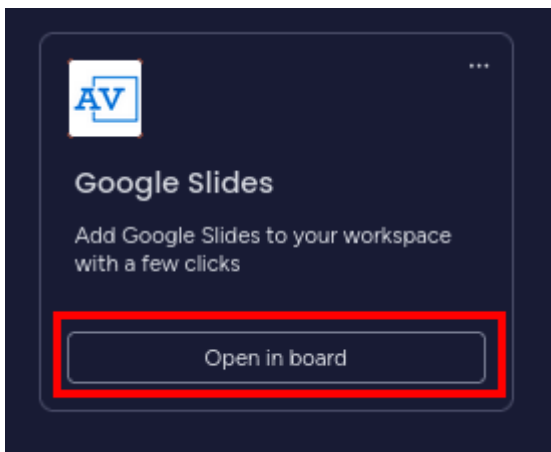 AV
...
Google Slides
Add Google Slides to your workspace
with a few clicks
Open in board